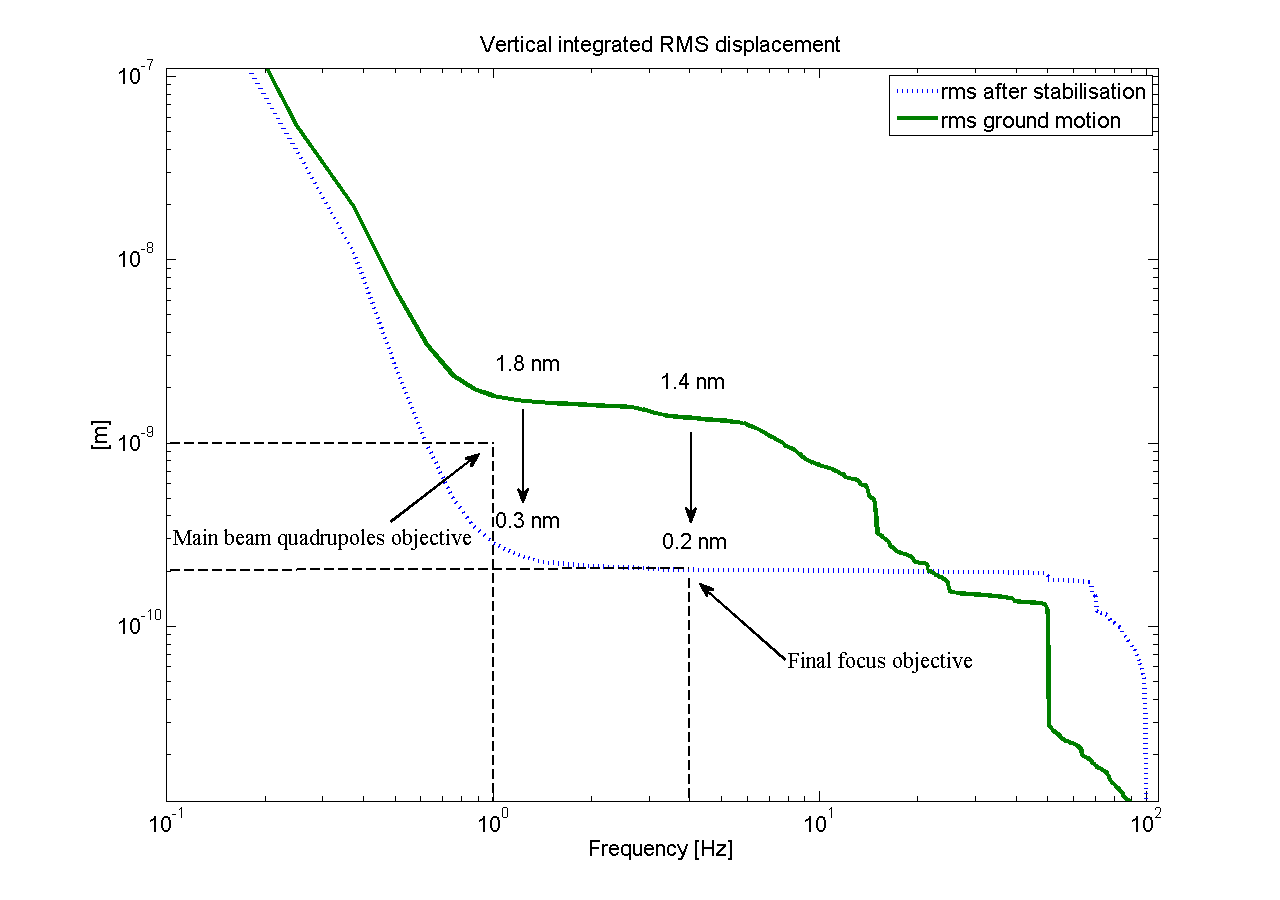 Vertical integrated RMS displacement
rms after stabilisation
rms ground motion
10^-7
10^-8
10^-9
10^-10
[m]
1.8 nm
1.4 nm
0.3 nm
0.2 nm
Main beam quadrupoles objective
Final focus objective
10^-1
10^0
10^1
10^2
Frequency [Hz]